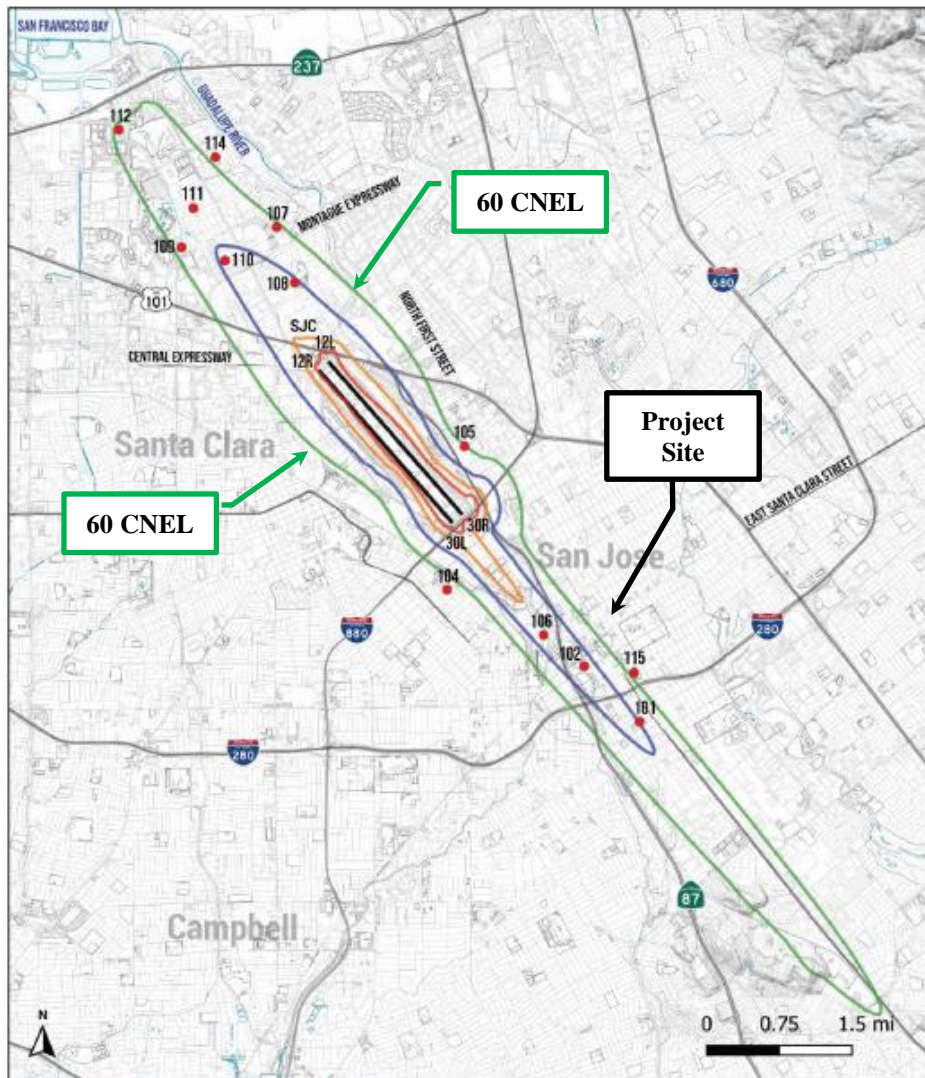 SAN FRANCISCO BAY
237
GUADALUPE RIVER
112
114
60 CNEL
111
107
MONTAGUE EXPRESSWAY
109
110
108
680
101
NORTH FIRST STREET
SJC
12L
12R
CENTRAL EXPRESSWAY
Project
Site
Santa Clara
105
EAST SANTA CLARA STREET
60 CNEL
30R
30L
San Jose
104
880
106
280
102
115
101
280
87
Campbell
N
0 0.75 1.5 mi